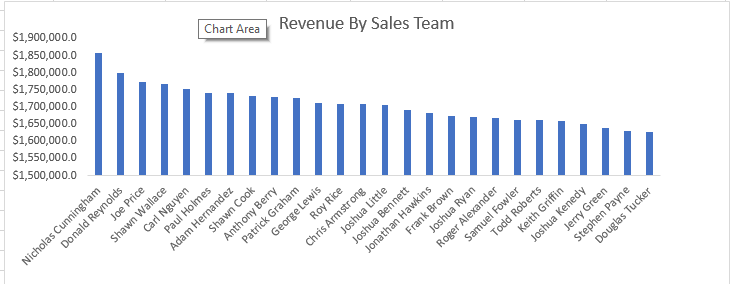 Revenue By Sales Team
Chart Area
$1,900,000.0
$1,850,000.0
$1,800,000.0
$1,750,000.0
$1,700,000.0
$1,650,000.0
$1,600,000.0
$1,550,000.0
$1,500,000.0
Nicholas Cunningham
Donald Reynolds
Joe Price
Shawn Wallace
Carl Nguyen
Paul Holmes
Adam Hernandez
Shawn Cook
Anthony Berry
Patrick Graham
George Lewis
Roy Rice
Chris Armstrong
Joshua Little
Joshua Bennett
Jonathan Hawkins
Frank Brown
Joshua Ryan
Roger Alexander
Samuel Fowler
Todd Roberts
Keith Griffin
Joshua Kenedy
Jerry Green
Stephen Payne
Douglas Tucker